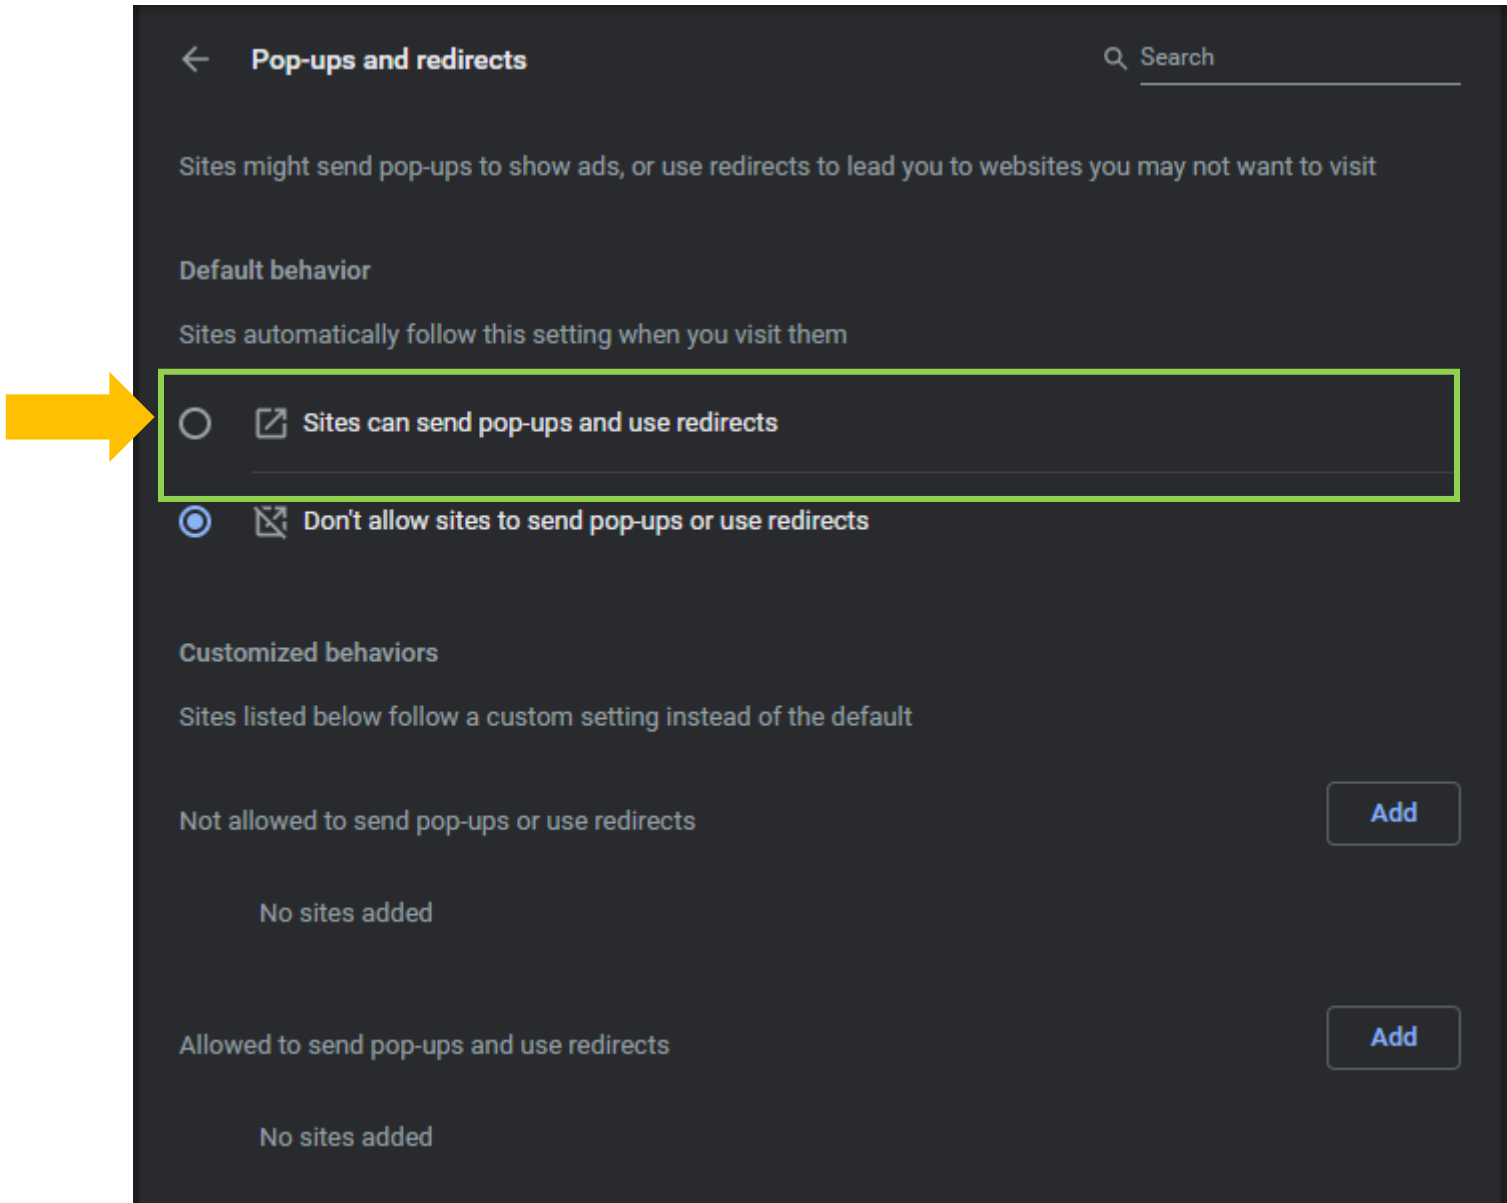 Pop-ups and redirects
Search
Sites might send pop-ups to show ads, or use redirects to lead you to websites you may not want to visit
Default behavior
Sites automatically follow this setting when you visit them
Sites can send pop-ups and use redirects
Don't allow sites to send pop-ups or use redirects
Customized behaviors
Sites listed below follow a custom setting instead of the default
Not allowed to send pop-ups or use redirects
Add
No sites added
Allowed to send pop-ups and use redirects
Add
No sites added